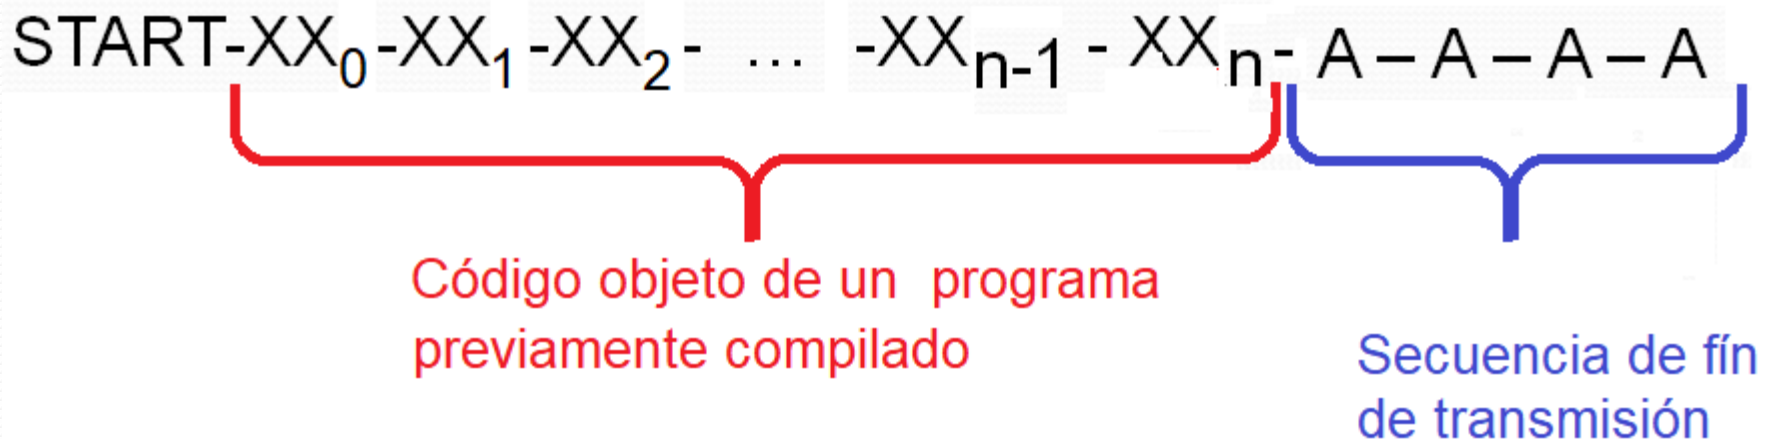 START-XX₀-XX₁-XX₂- ... -XXₙ₋₁ - XXₙ- A – A – A – A
Código objeto de un programa
previamente compilado
Secuencia de fín
de transmisión